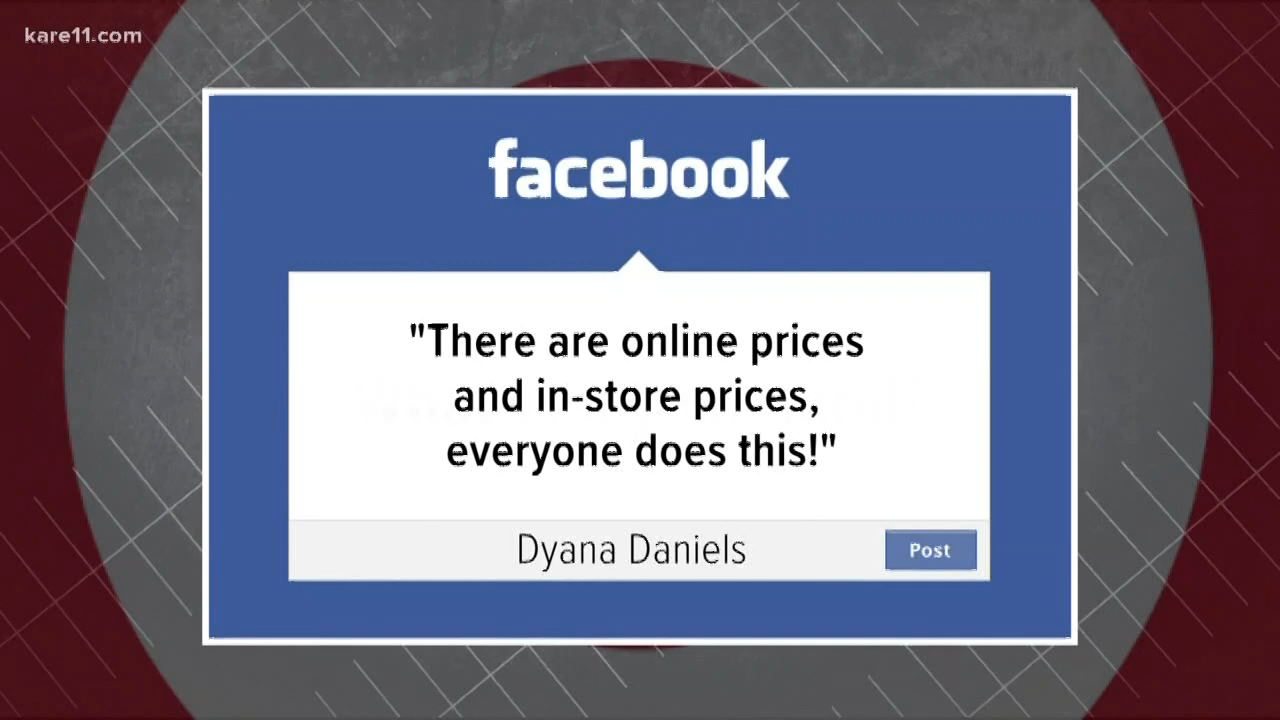 kare11.com
facebook
"There are online prices
and in-store prices,
everyone does this!"
Dyana Daniels
Post